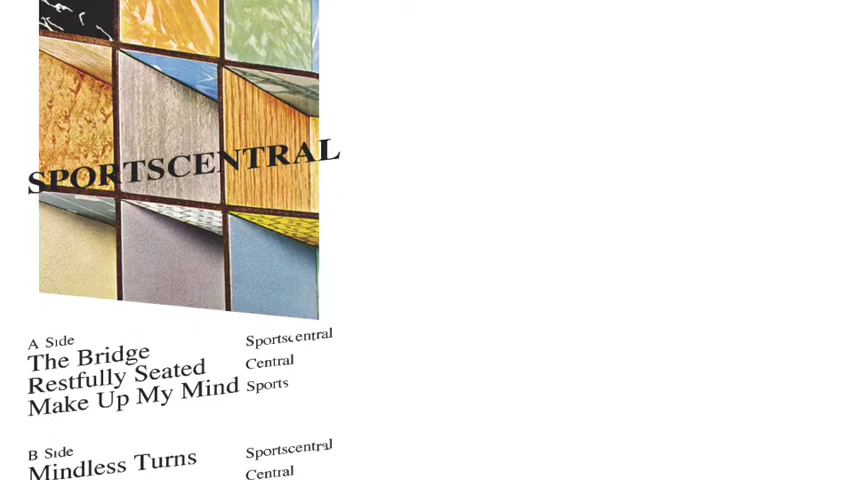 SPORTSCENTRAL
A Side
The Bridge
Restfully Seated
Make Up My Mind
Sportscentral
Central
Sports
B Side
Mindless Turns
Sportscentral
Central